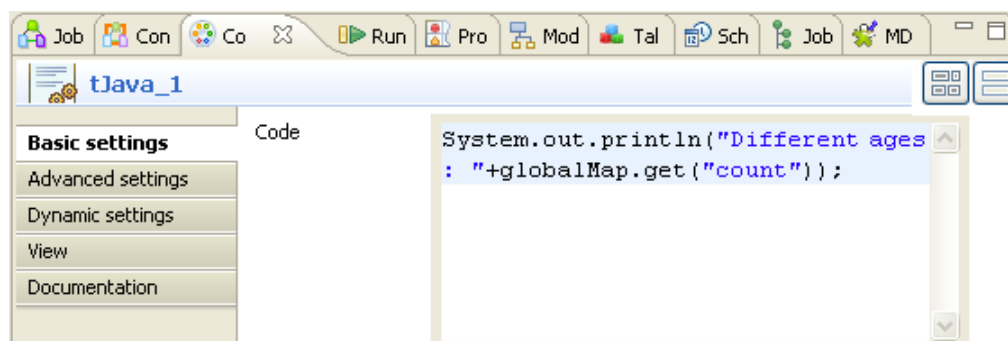 Job Con Co Run Pro Mod Tal Sch Job MD
tJava_1
Basic settings
Code
System.out.println("Different ages
: "+globalMap.get("count"));
Advanced settings
Dynamic settings
View
Documentation